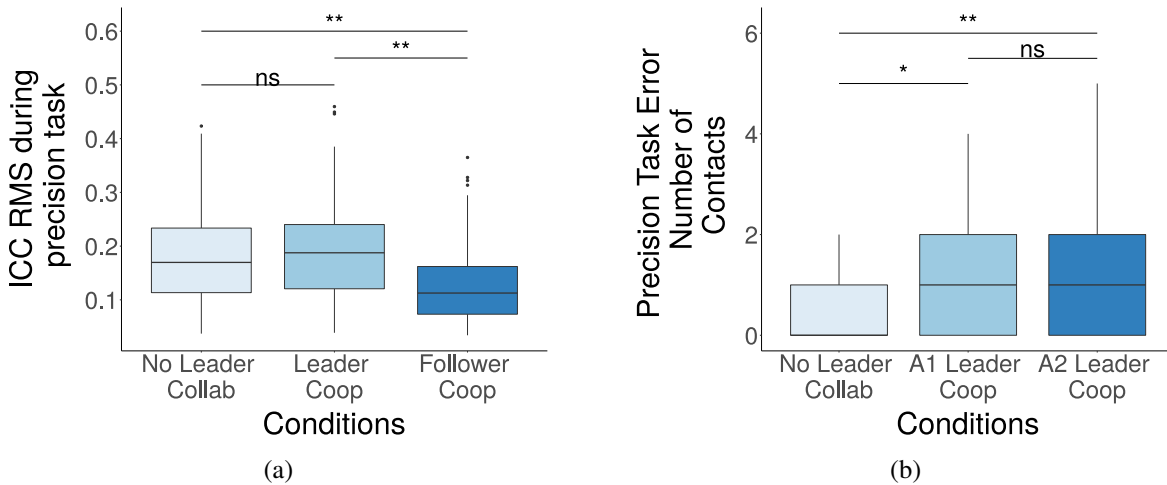 ICC RMS during
precision task
0.6
0.5
0.4
0.3
0.2
0.1
**
**
ns
No Leader
Collab
Leader
Coop
Follower
Coop
Conditions
(a)
Precision Task Error
Number of
Contacts
6
4
2
0
**
ns
*
No Leader
Collab
A1 Leader
Coop
A2 Leader
Coop
Conditions
(b)